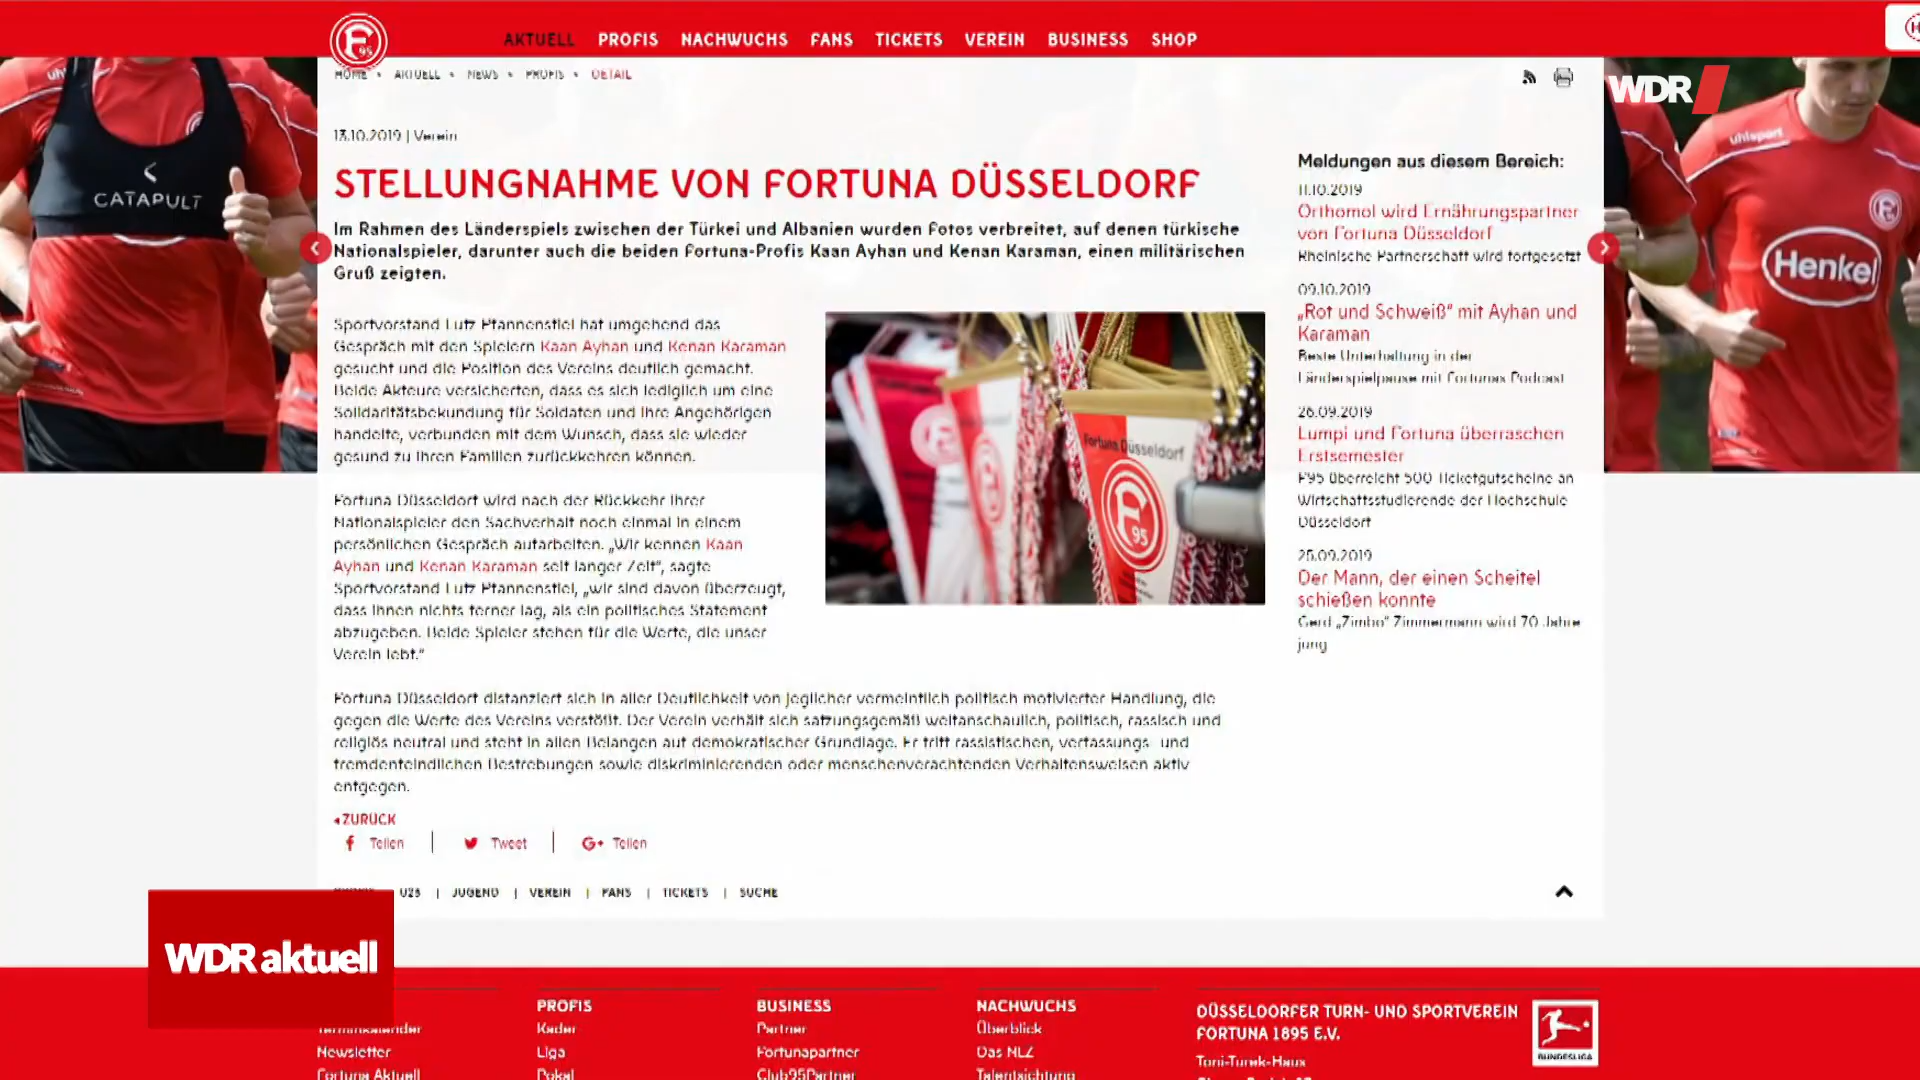 AKTUELL PROFIS NACHWUCHS FANS TICKETS VEREIN BUSINESS SHOP
HOME AKTUELL NEWS PROFIS DETAIL
WDR
13.10.2019 | Verein
STELLUNGNAHME VON FORTUNA DÜSSELDORF
Im Rahmen des Länderspiels zwischen der Türkei und Albanien wurden Fotos verbreitet, auf denen türkische
Nationalspieler, darunter auch die beiden Fortuna-Profis Kaan Ayhan und Kenan Karaman, einen militärischen
Gruß zeigten.
Sportvorstand Lutz Pfannenstiel hat umgehend das
Gespräch mit den Spielern Kaan Ayhan und Kenan Karaman
gesucht und die Position des Vereins deutlich gemacht.
Beide Akteure versicherten, dass es sich lediglich um eine
Solidaritätsbekundung für Soldaten und ihre Angehörigen
handelte, verbunden mit dem Wunsch, dass sie wieder
gesund zu ihren Familien zurückkehren können.
Fortuna Düsseldorf wird nach der Rückkehr ihrer
Nationalspieler den Sachverhalt noch einmal in einem
persönlichen Gespräch aufarbeiten. „Wir kennen Kaan
Ayhan und Kenan Karaman seit langer Zeit“, sagte
Sportvorstand Lutz Pfannenstiel, „wir sind davon überzeugt,
dass ihnen nichts ferner lag, als ein politisches Statement
abzugeben. Beide Spieler stehen für die Werte, die unser
Verein lebt.“
Fortuna Düsseldorf distanziert sich in aller Deutlichkeit von jeglicher vermeintlich politisch motivierter Handlung, die
gegen die Werte des Vereins verstößt. Der Verein verhält sich satzungsgemäß weltanschaulich, politisch, rassisch und
religiös neutral und steht in allen Belangen auf demokratischer Grundlage. Er tritt rassistischen, verfassungs- und
fremdenfeindlichen Bestrebungen sowie diskriminierenden oder menschenverachtenden Verhaltensweisen aktiv
entgegen.
ZURÜCK
Teilen | Tweet | Teilen
U23 | JUGEND | VEREIN | FANS | TICKETS | SUCHE
Meldungen aus diesem Bereich:
11.10.2019
Orthomol wird Ernährungspartner
von Fortuna Düsseldorf
Rheinische Partnerschaft wird fortgesetzt
09.10.2019
„Rot und Schweiß“ mit Ayhan und
Karaman
Beste Unterhaltung in der
Länderspielpause mit Fortunas Podcast
26.09.2019
Lumpi und Fortuna überraschen
Erstsemester
F95 überreicht 500 Ticketgutscheine an
Wirtschaftsstudierende der Hochschule
Düsseldorf
25.09.2019
Der Mann, der einen Scheitel
schießen konnte
Gerd „Zimbo“ Zimmermann wird 70 Jahre
jung
CATAPULT
uhlsport
Henkel
Fortuna Düsseldorf
F 95
WDR aktuell
Terminkalender
Newsletter
Fortuna Aktuell
PROFIS
Kader
Liga
Pokal
BUSINESS
Partner
Fortunapartner
Club95Partner
NACHWUCHS
Überblick
Das NLZ
Talentsichtung
DÜSSELDORFER TURN- UND SPORTVEREIN
FORTUNA 1895 E.V.
Toni-Turek-Haus
BUNDESLIGA